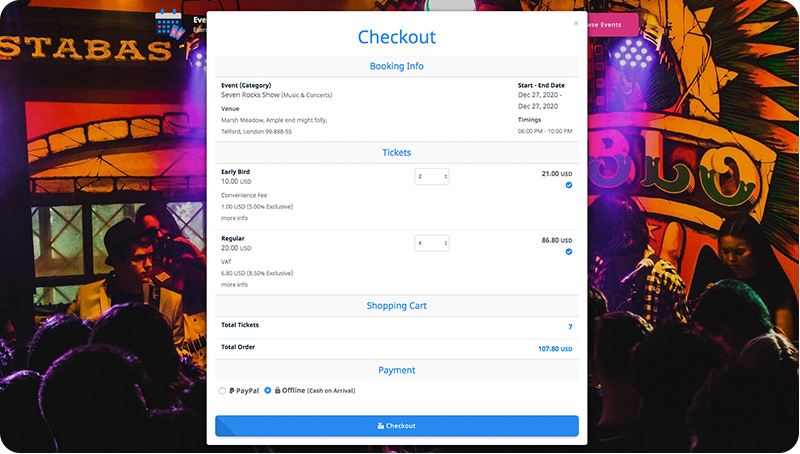 STABAS
Eve
Even
wse Events
×
Checkout
Booking Info
Event (Category)
Seven Rocks Show (Music & Concerts)
Venue
Marsh Meadow, Ample end might folly,
Telford, London 99-888-55
Start - End Date
Dec 27, 2020 -
Dec 27, 2020
Timings
06:00 PM - 10:00 PM
Tickets
Early Bird
10.00 USD
2
21.00 USD
Convenience Fee
1.00 USD (5.00% Exclusive)
more info
Regular
20.00 USD
4
86.80 USD
VAT
6.80 USD (8.50% Exclusive)
more info
BLO
Shopping Cart
Total Tickets 7
Total Order 107.80 USD
Payment
PayPal Offline (Cash on Arrival)
Checkout